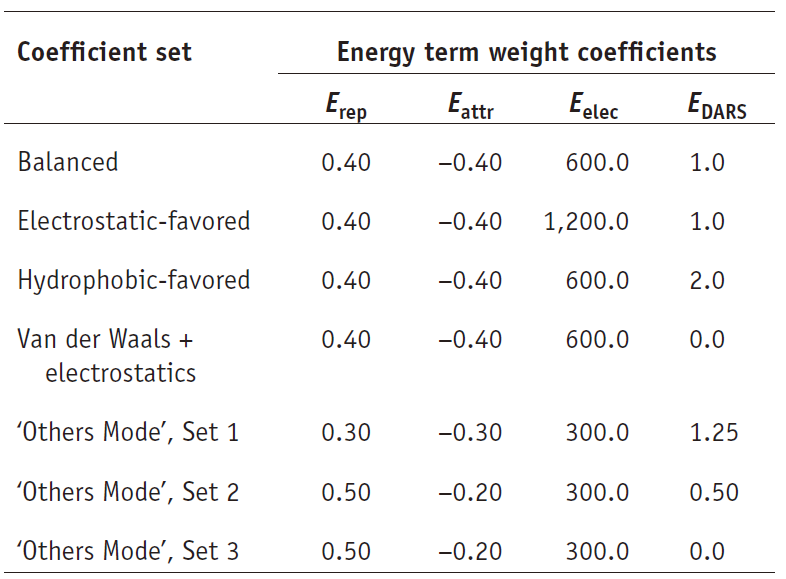 Coefficient set Energy term weight coefficients
E rep E attr E elec E DARS
Balanced 0.40 –0.40 600.0 1.0
Electrostatic-favored 0.40 –0.40 1,200.0 1.0
Hydrophobic-favored 0.40 –0.40 600.0 2.0
Van der Waals + 0.40 –0.40 600.0 0.0
electrostatics
‘Others Mode’, Set 1 0.30 –0.30 300.0 1.25
‘Others Mode’, Set 2 0.50 –0.20 300.0 0.50
‘Others Mode’, Set 3 0.50 –0.20 300.0 0.0